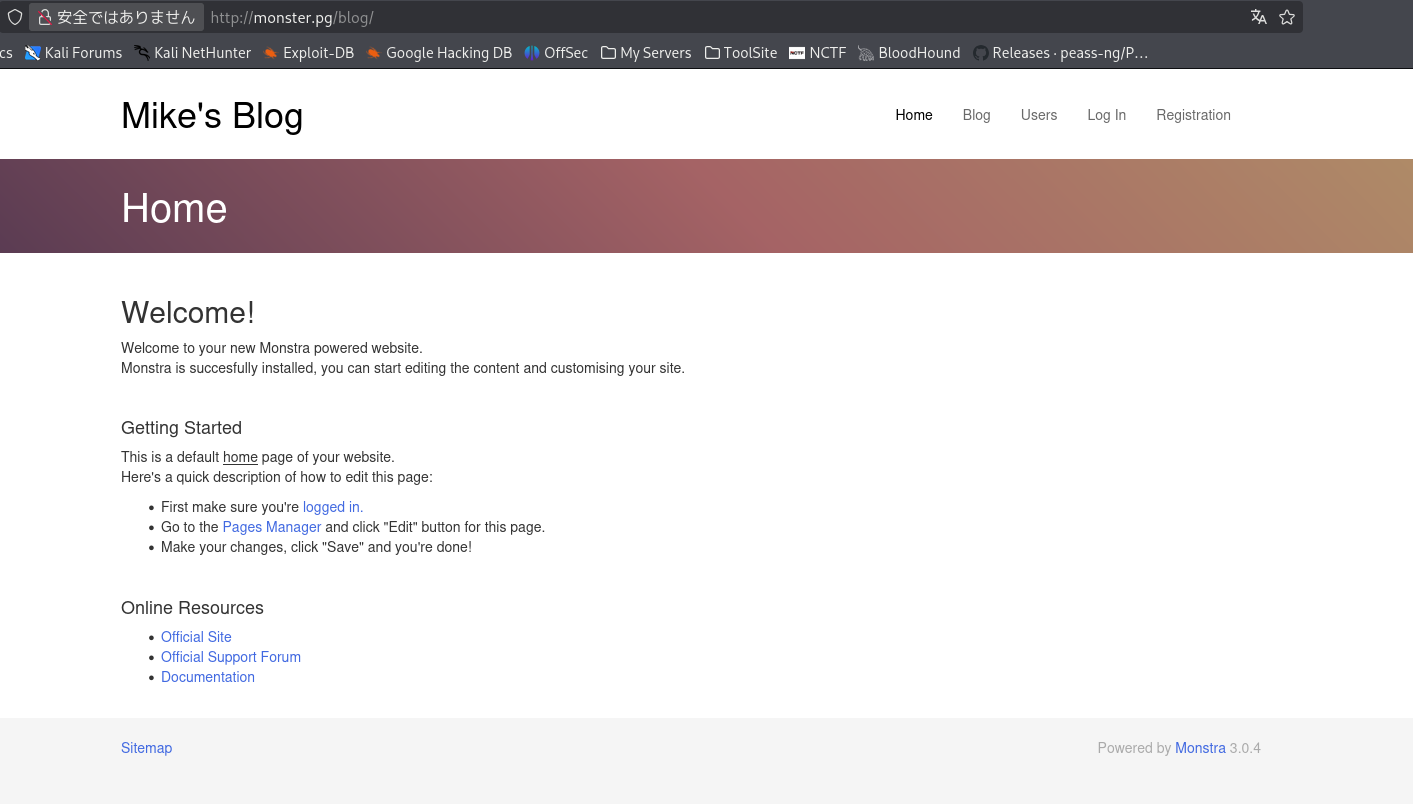 安全ではありません http://monster.pg/blog/
cs Kali Forums Kali NetHunter Exploit-DB Google Hacking DB OffSec My Servers ToolSite NCTF BloodHound Releases · peass-ng/P…
Mike's Blog
Home Blog Users Log In Registration
Home
Welcome!
Welcome to your new Monstra powered website.
Monstra is succesfully installed, you can start editing the content and customising your site.
Getting Started
This is a default home page of your website.
Here's a quick description of how to edit this page:
• First make sure you're logged in.
• Go to the Pages Manager and click "Edit" button for this page.
• Make your changes, click "Save" and you're done!
Online Resources
• Official Site
• Official Support Forum
• Documentation
Sitemap
Powered by Monstra 3.0.4